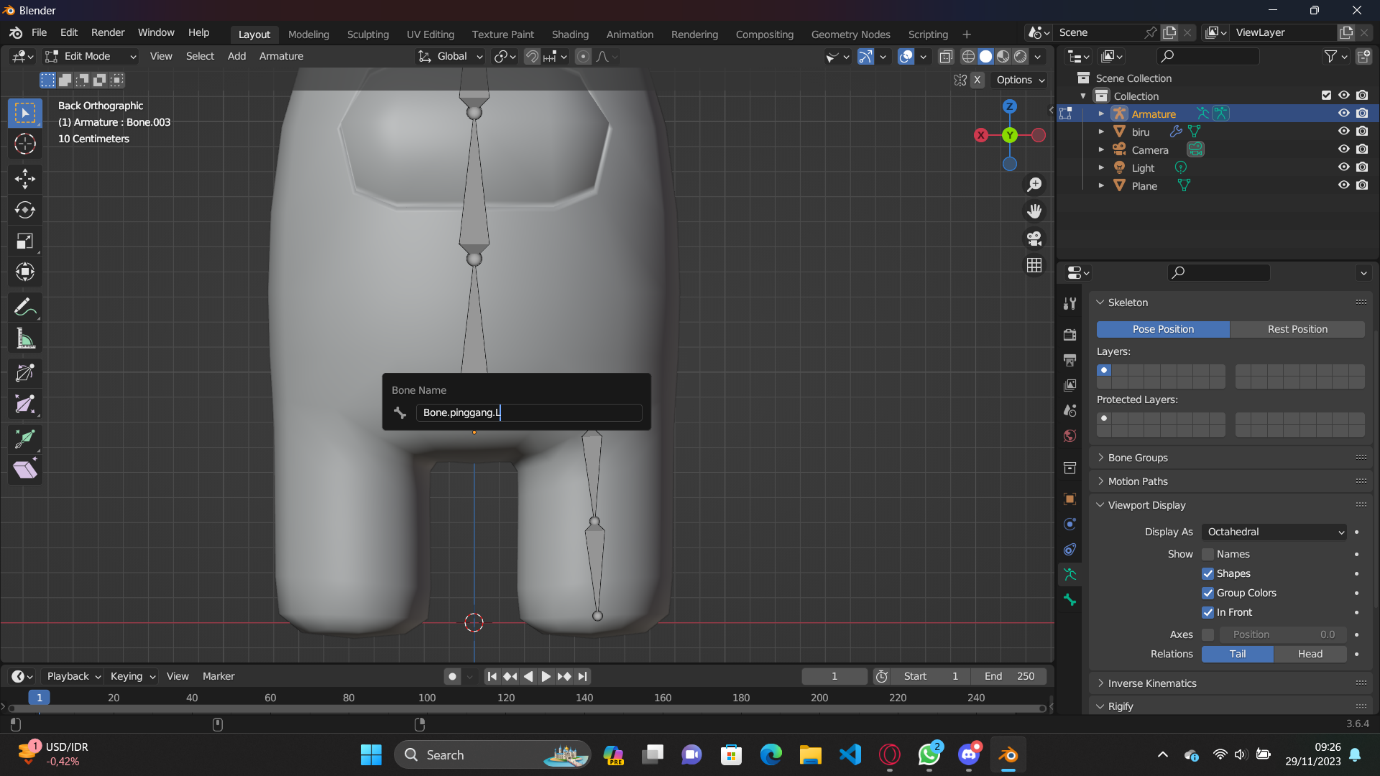 Blender
File Edit Render Window Help
Layout Modeling Sculpting UV Editing Texture Paint Shading Animation Rendering Compositing Geometry Nodes Scripting +
Scene
ViewLayer
Edit Mode View Select Add Armature
Global
X
Options
Back Orthographic
(1) Armature : Bone.003
10 Centimeters
Z
X
Y
Bone Name
Bone.pinggang.L
Scene Collection
Collection
Armature
biru
Camera
Light
Plane
Skeleton
Pose Position Rest Position
Layers:
Protected Layers:
Bone Groups
Motion Paths
Viewport Display
Display As Octahedral
Show Names
Shapes
Group Colors
In Front
Axes Position 0.0
Relations Tail Head
Inverse Kinematics
Rigify
Playback Keying View Marker
1 Start 1 End 250
1 20 40 60 80 100 120 140 160 180 200 220 240
3.6.4
1
USD/IDR
-0,42%
Search
PRE
2
09:26
29/11/2023